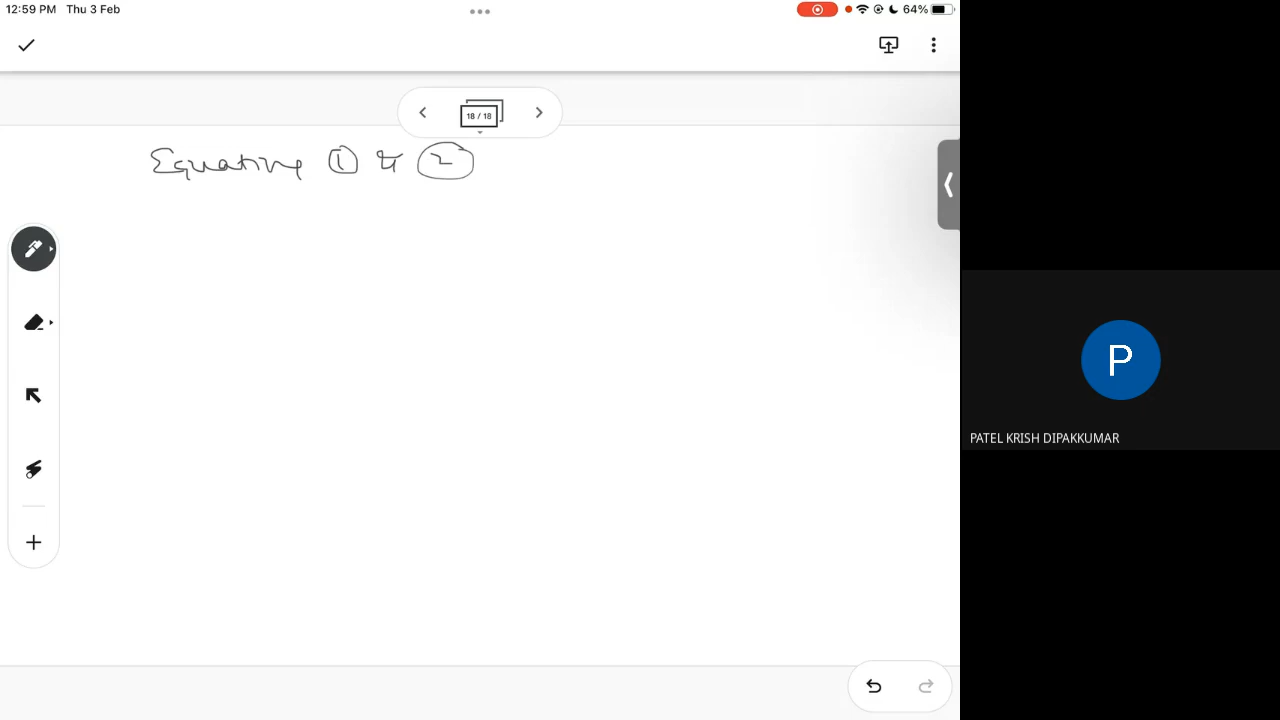 12:59 PM Thu 3 Feb
64%
18 / 18
Equating ① & ②
P
PATEL KRISH DIPAKKUMAR